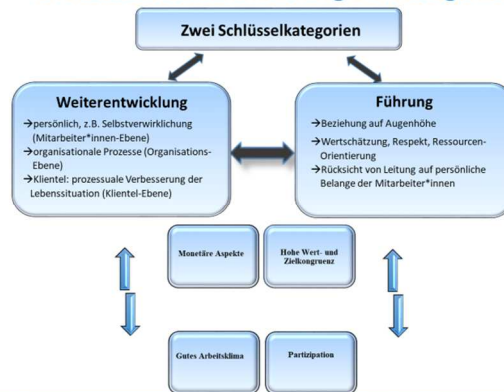 Zwei Schlüsselkategorien
Weiterentwicklung
→persönlich, z.B. Selbstverwirklichung
(Mitarbeiter*innen-Ebene)
→organisationale Prozesse (Organisations-
Ebene)
→Klientel: prozessuale Verbesserung der
Lebenssituation (Klientel-Ebene)
Führung
→Beziehung auf Augenhöhe
→Wertschätzung, Respekt, Ressourcen-
Orientierung
→Rücksicht von Leitung auf persönliche
Belange der Mitarbeiter*innen
Monetäre Aspekte
Hohe Wert- und
Zielkongruenz
Gutes Arbeitsklima
Partizipation